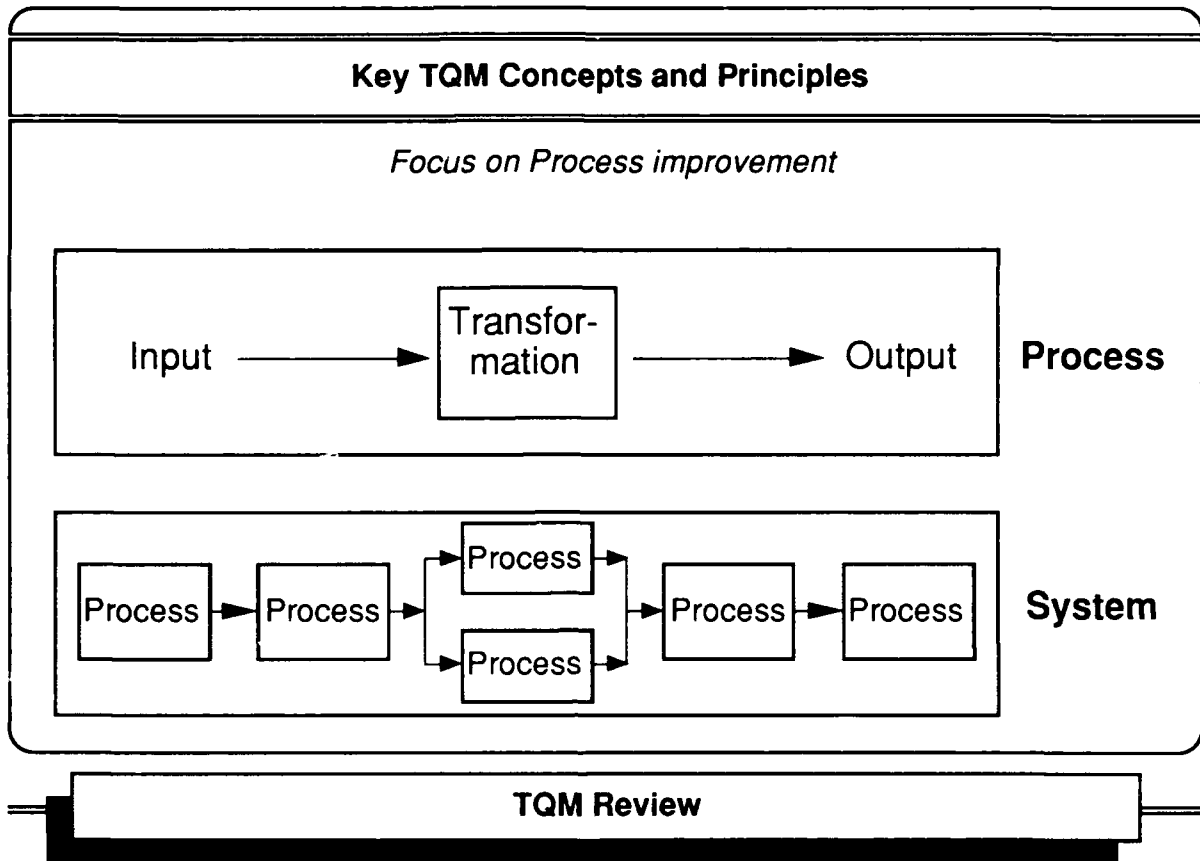 Key TQM Concepts and Principles
Focus on Process improvement
Input
Transfor-
mation
Output
Process
Process
Process
Process
Process
Process
Process
System
TQM Review